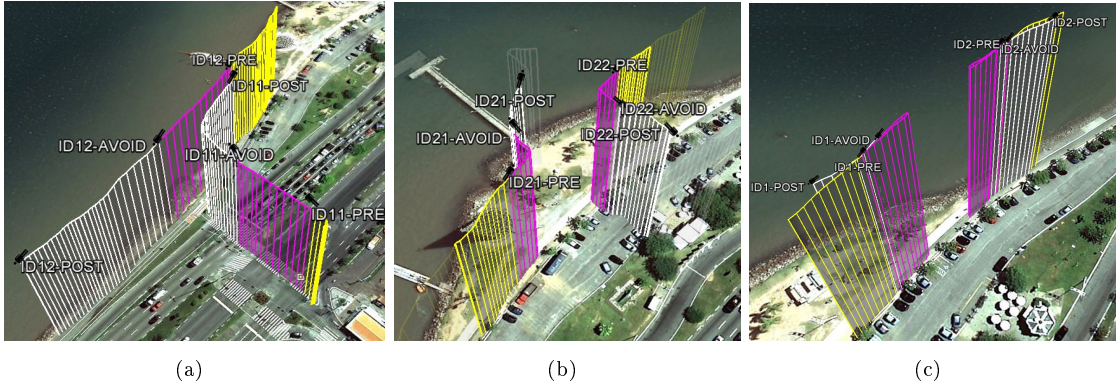 ID12-PRE
ID11-POST
ID12-AVOID
ID11-AVOID
ID11-PRE
ID12-POST
ID22-PRE
ID21-POST
ID22-AVOID
ID21-AVOID
ID22-POST
ID21-PRE
ID2-POST
ID2-PRE
ID2-AVOID
ID1-AVOID
ID1-PRE
ID1-POST
(a)
(b)
(c)